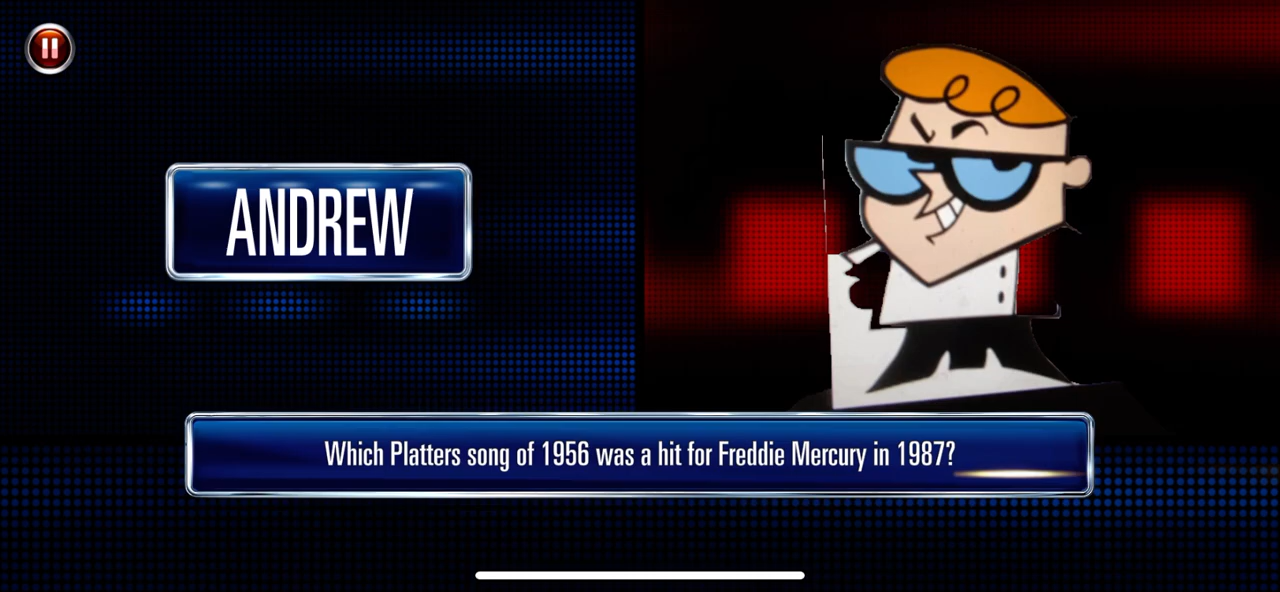 ANDREW
Which Platters song of 1956 was a hit for Freddie Mercury in 1987?